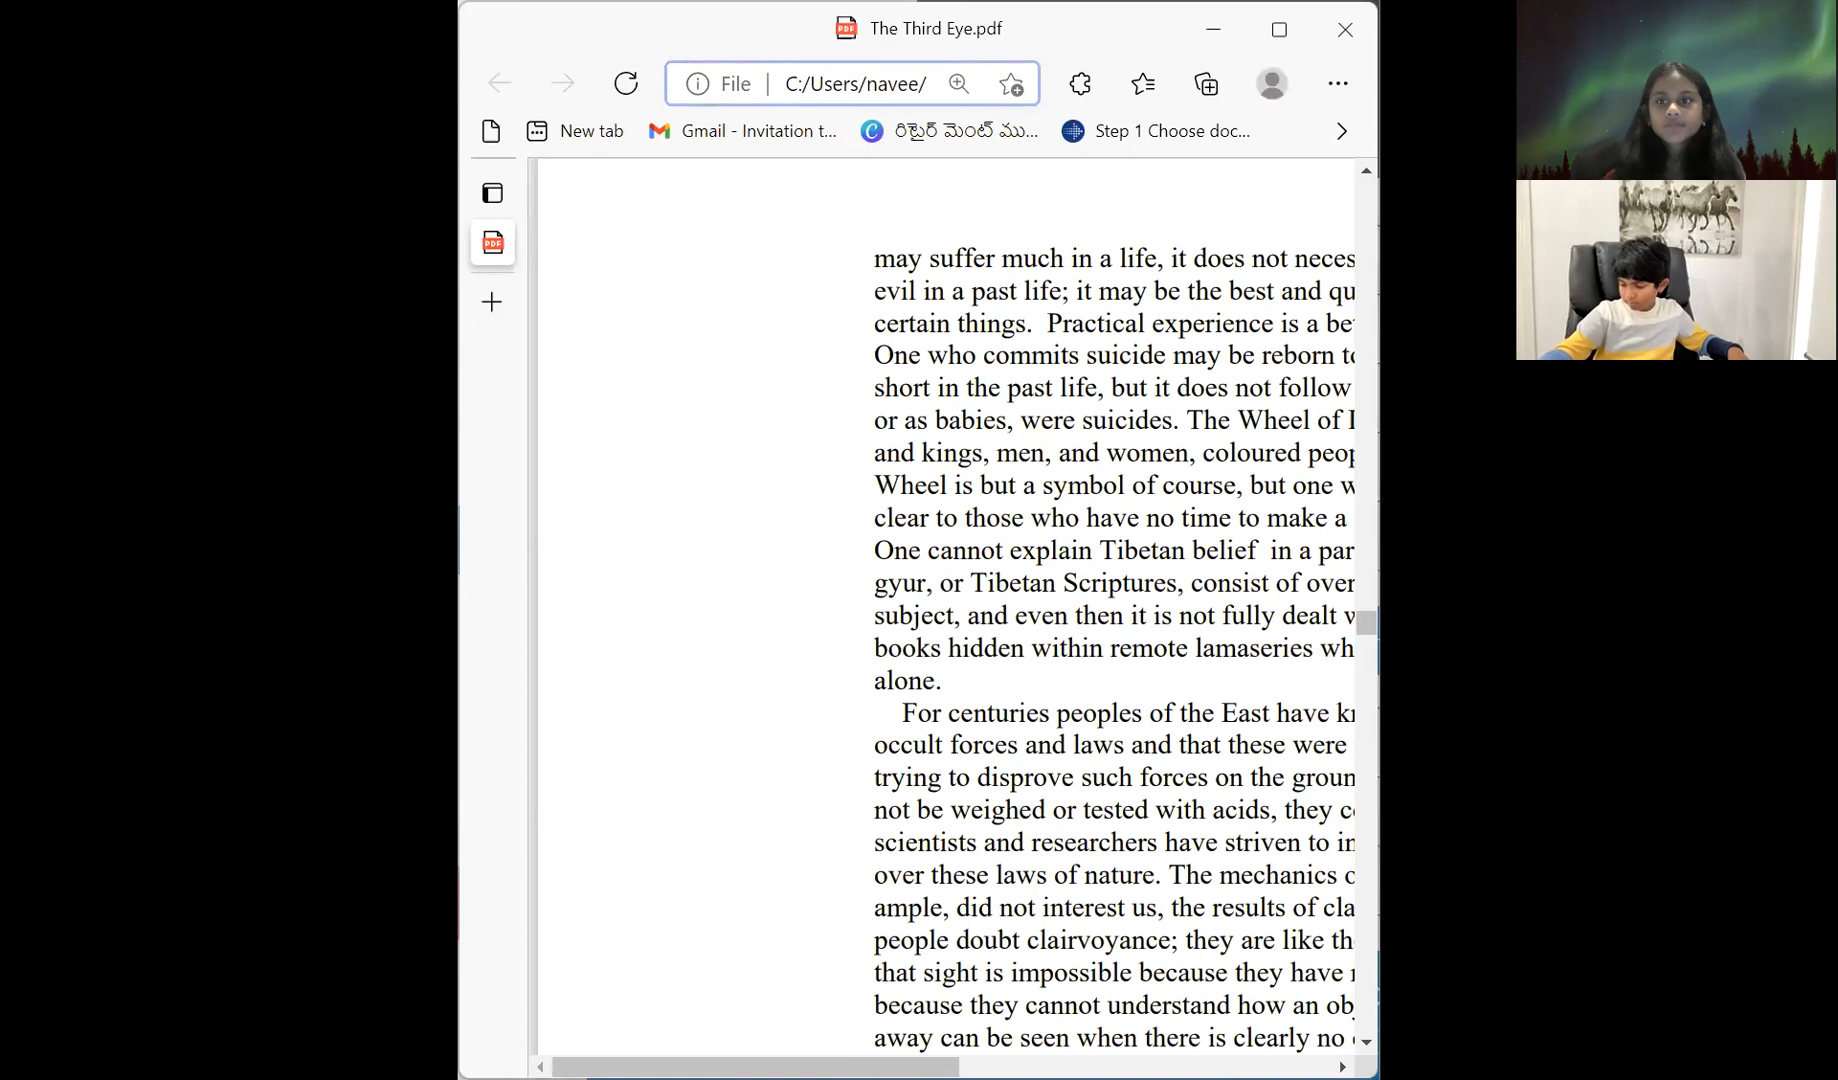 The Third Eye.pdf
File C:/Users/navee/
New tab Gmail - Invitation t... రిటైర్ మెంట్ ము... Step 1 Choose doc...
may suffer much in a life, it does not neces
evil in a past life; it may be the best and qu
certain things. Practical experience is a be
One who commits suicide may be reborn to
short in the past life, but it does not follow
or as babies, were suicides. The Wheel of
and kings, men, and women, coloured peop
Wheel is but a symbol of course, but one w
clear to those who have no time to make a
One cannot explain Tibetan belief in a par
gyur, or Tibetan Scriptures, consist of over
subject, and even then it is not fully dealt w
books hidden within remote lamaseries wh
alone.
For centuries peoples of the East have kn
occult forces and laws and that these were
trying to disprove such forces on the groun
not be weighed or tested with acids, they c
scientists and researchers have striven to in
over these laws of nature. The mechanics o
ample, did not interest us, the results of cla
people doubt clairvoyance; they are like th
that sight is impossible because they have
because they cannot understand how an obj
away can be seen when there is clearly no